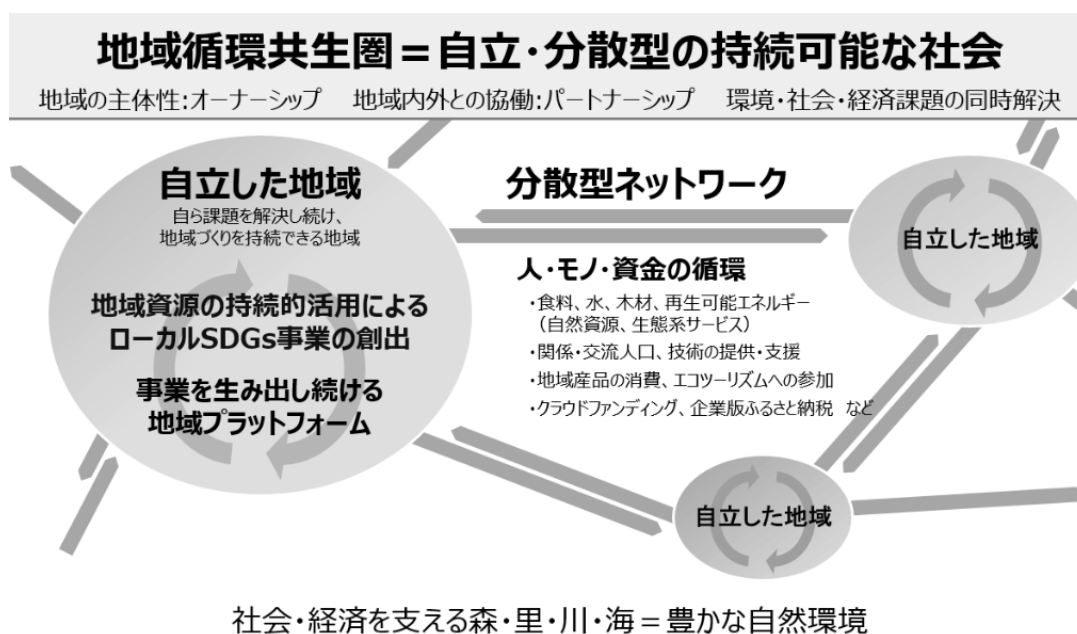 地域循環共生圏＝自立・分散型の持続可能な社会
地域の主体性:オーナーシップ　地域内外との協働:パートナーシップ　環境・社会・経済課題の同時解決
自立した地域
自ら課題を解決し続け、
地域づくりを持続できる地域
地域資源の持続的活用による
ローカルSDGs事業の創出
事業を生み出し続ける
地域プラットフォーム
分散型ネットワーク
人・モノ・資金の循環
・食料、水、木材、再生可能エネルギー
（自然資源、生態系サービス）
・関係・交流人口、技術の提供・支援
・地域産品の消費、エコツーリズムへの参加
・クラウドファンディング、企業版ふるさと納税 など
自立した地域
自立した地域
社会・経済を支える森・里・川・海＝豊かな自然環境